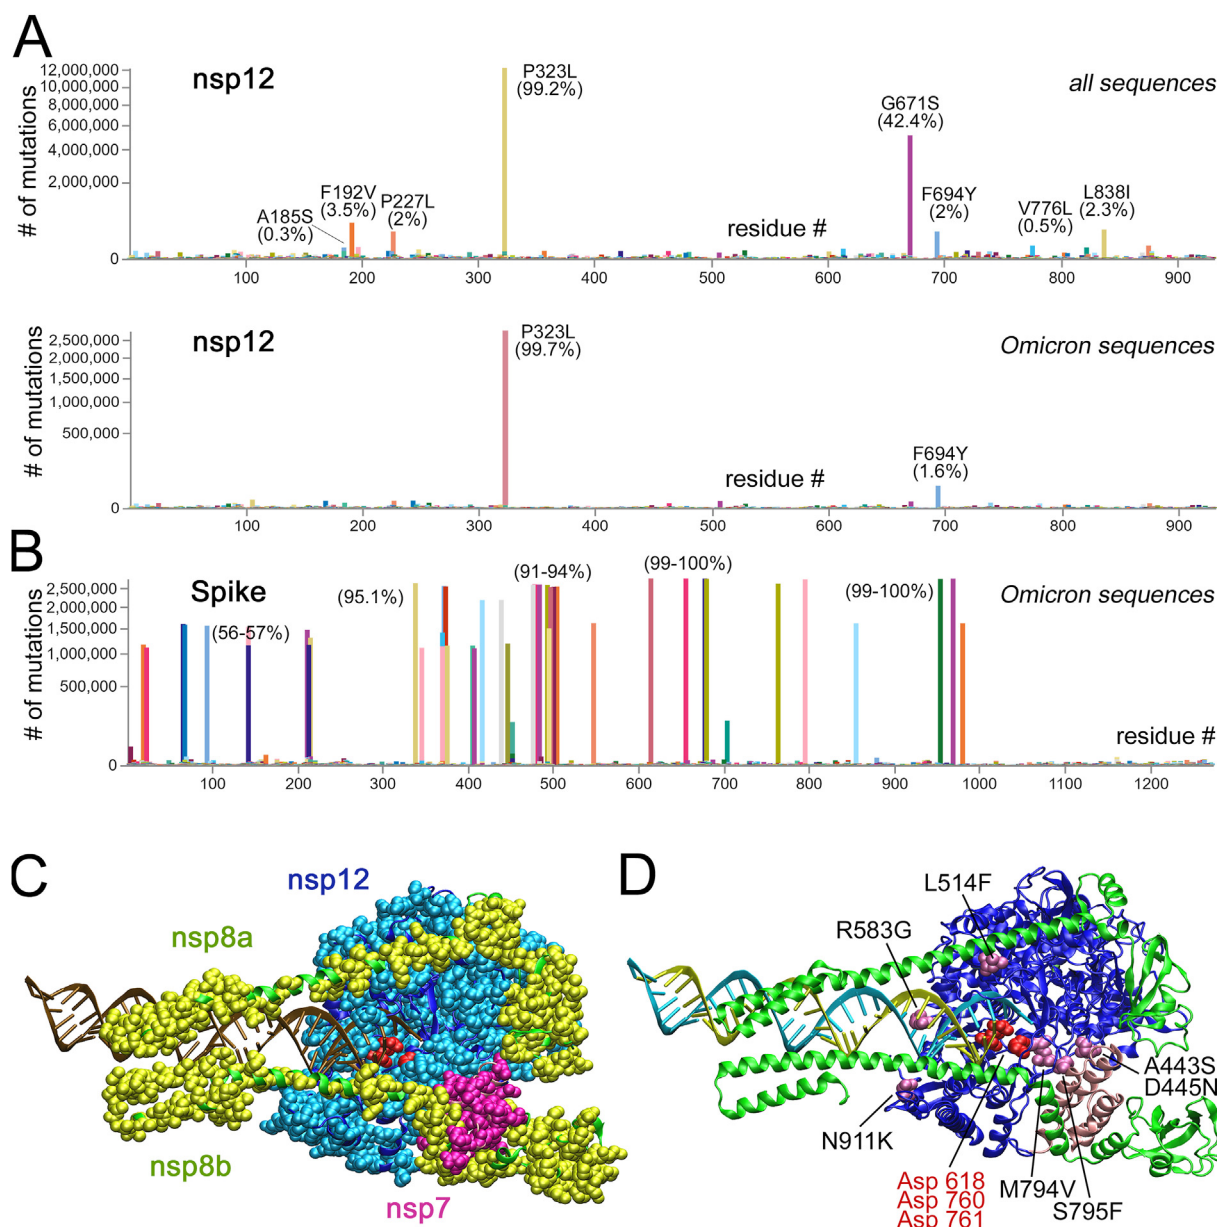 A
nsp12
all sequences
# of mutations
12,000,000
10,000,000
8,000,000
6,000,000
4,000,000
2,000,000
0
A185S
(0.3%)
F192V
(3.5%)
P227L
(2%)
P323L
(99.2%)
G671S
(42.4%)
F694Y
(2%)
V776L
(0.5%)
L838I
(2.3%)
residue #
100 200 300 400 500 600 700 800 900
nsp12
Omicron sequences
# of mutations
2,500,000
2,000,000
1,500,000
1,000,000
500,000
0
P323L
(99.7%)
F694Y
(1.6%)
residue #
100 200 300 400 500 600 700 800 900
B
Spike
Omicron sequences
# of mutations
2,500,000
2,000,000
1,500,000
1,000,000
500,000
0
(56-57%)
(95.1%)
(91-94%)
(99-100%)
(99-100%)
residue #
100 200 300 400 500 600 700 800 900 1000 1100 1200
C
nsp12
nsp8a
nsp8b
nsp7
D
L514F
R583G
A443S
D445N
N911K
M794V
S795F
Asp 618
Asp 760
Asp 761